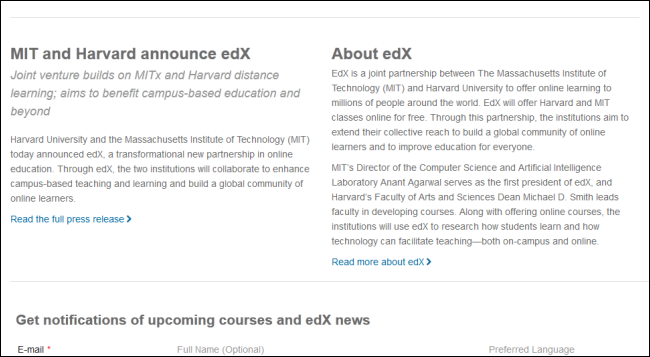 MIT and Harvard announce edX
Joint venture builds on MITx and Harvard distance
learning; aims to benefit campus-based education and
beyond
Harvard University and the Massachusetts Institute of Technology (MIT)
today announced edX, a transformational new partnership in online
education. Through edX, the two institutions will collaborate to enhance
campus-based teaching and learning and build a global community of
online learners.
Read the full press release
About edX
EdX is a joint partnership between The Massachusetts Institute of
Technology (MIT) and Harvard University to offer online learning to
millions of people around the world. EdX will offer Harvard and MIT
classes online for free. Through this partnership, the institutions aim to
extend their collective reach to build a global community of online
learners and to improve education for everyone.
MIT's Director of the Computer Science and Artificial Intelligence
Laboratory Anant Agarwal serves as the first president of edX, and
Harvard's Faculty of Arts and Sciences Dean Michael D. Smith leads
faculty in developing courses. Along with offering online courses, the
institutions will use edX to research how students learn and how
technology can facilitate teaching—both on-campus and online.
Read more about edX
Get notifications of upcoming courses and edX news
E-mail * Full Name (Optional) Preferred Language